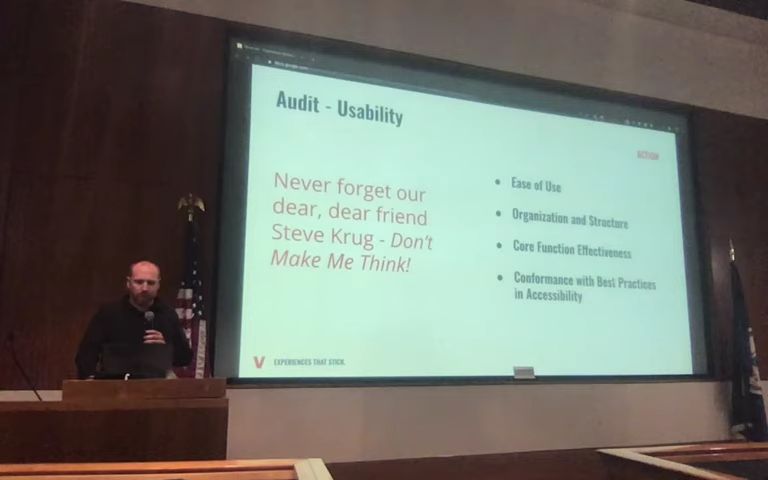 Audit - Usability
ACTION
Never forget our
dear, dear friend
Steve Krug - Don't
Make Me Think!
Ease of Use
Organization and Structure
Core Function Effectiveness
Conformance with Best Practices
in Accessibility
V EXPERIENCES THAT STICK.